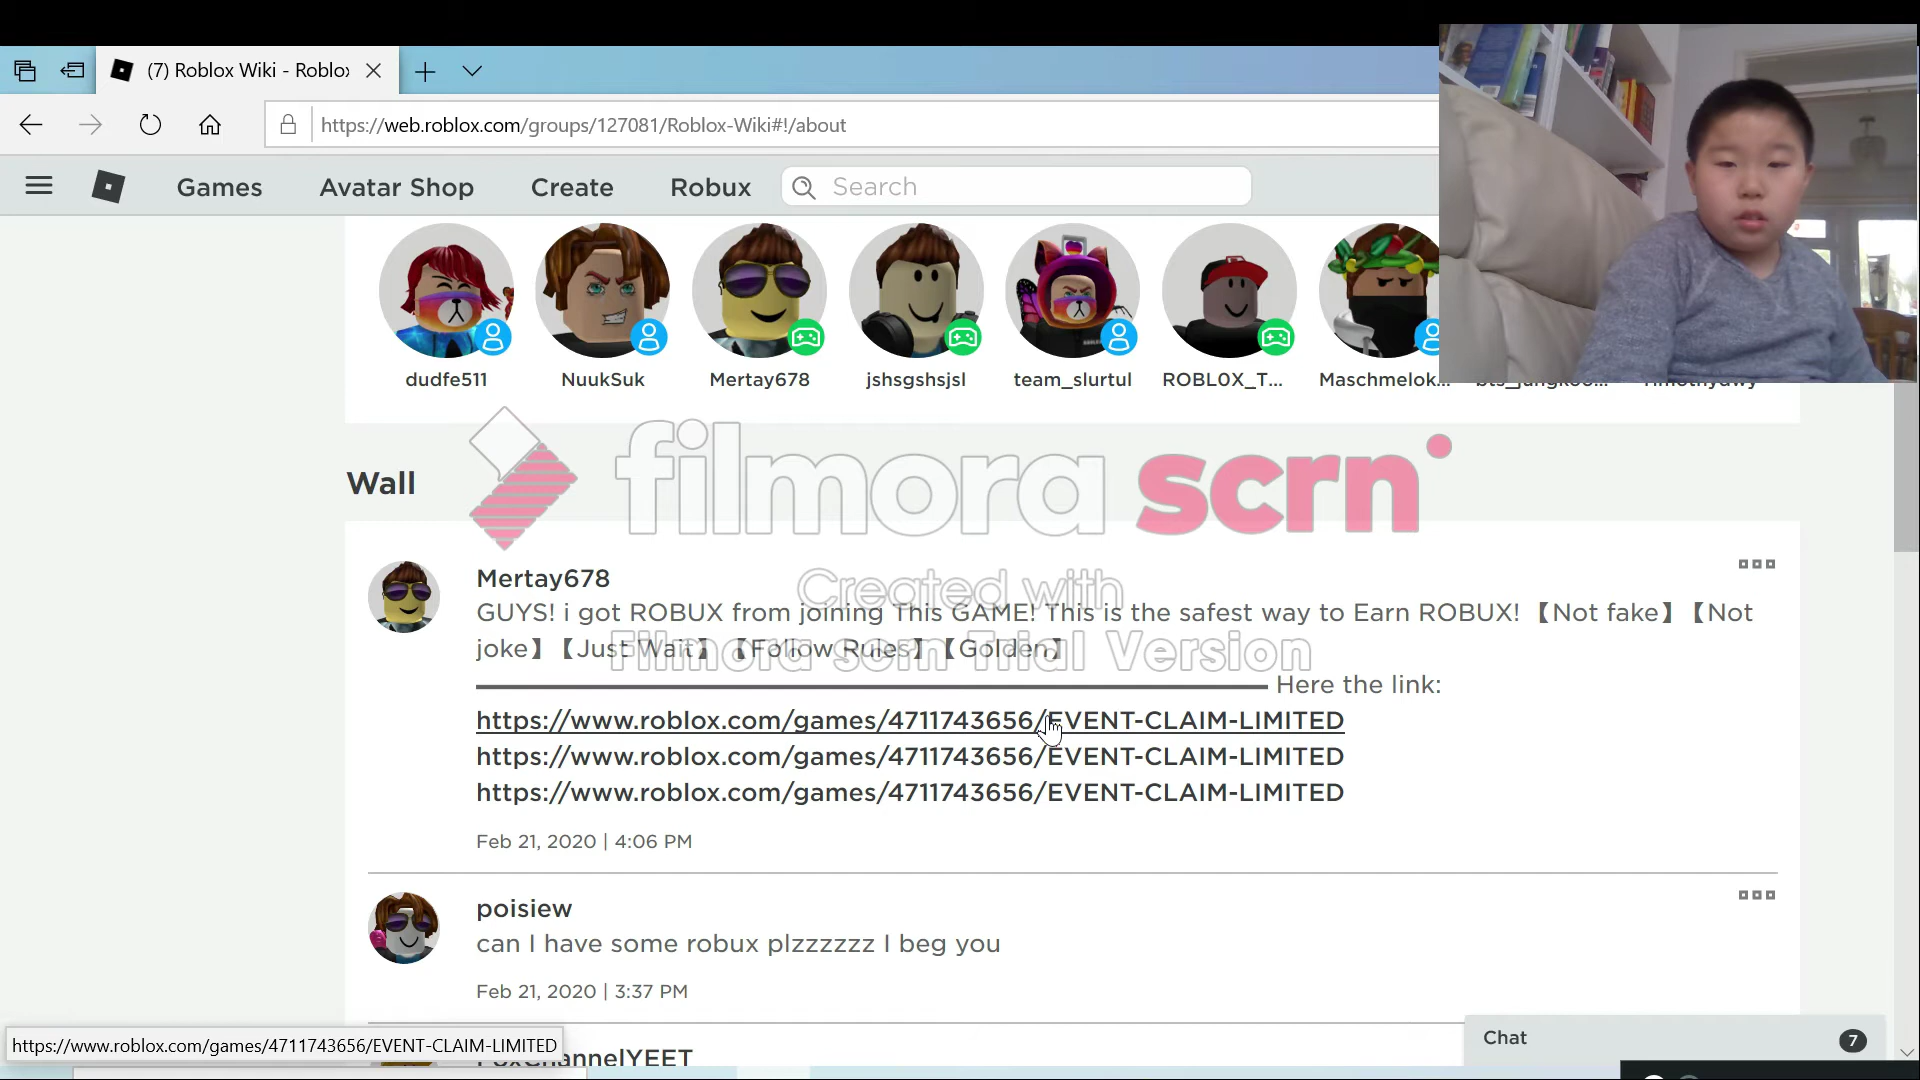 (7) Roblox Wiki - Roblox
https://web.roblox.com/groups/127081/Roblox-Wiki#!/about
Games Avatar Shop Create Robux Search
dudfe511 NuukSuk Mertay678 jshsgshsjsl team_slurtul ROBL0X_T... Maschmelok...
filmora scrn
Wall
Created with
Filmora scrn Trial Version
Mertay678
GUYS! i got ROBUX from joining This GAME! This is the safest way to Earn ROBUX! 【Not fake】【Not
joke】【Just Wait】 【Follow Rules】 【Golden】
Here the link:
https://www.roblox.com/games/4711743656/EVENT-CLAIM-LIMITED
https://www.roblox.com/games/4711743656/EVENT-CLAIM-LIMITED
https://www.roblox.com/games/4711743656/EVENT-CLAIM-LIMITED
Feb 21, 2020 | 4:06 PM
poisiew
can I have some robux plzzzzzz I beg you
Feb 21, 2020 | 3:37 PM
Chat 7
https://www.roblox.com/games/4711743656/EVENT-CLAIM-LIMITED